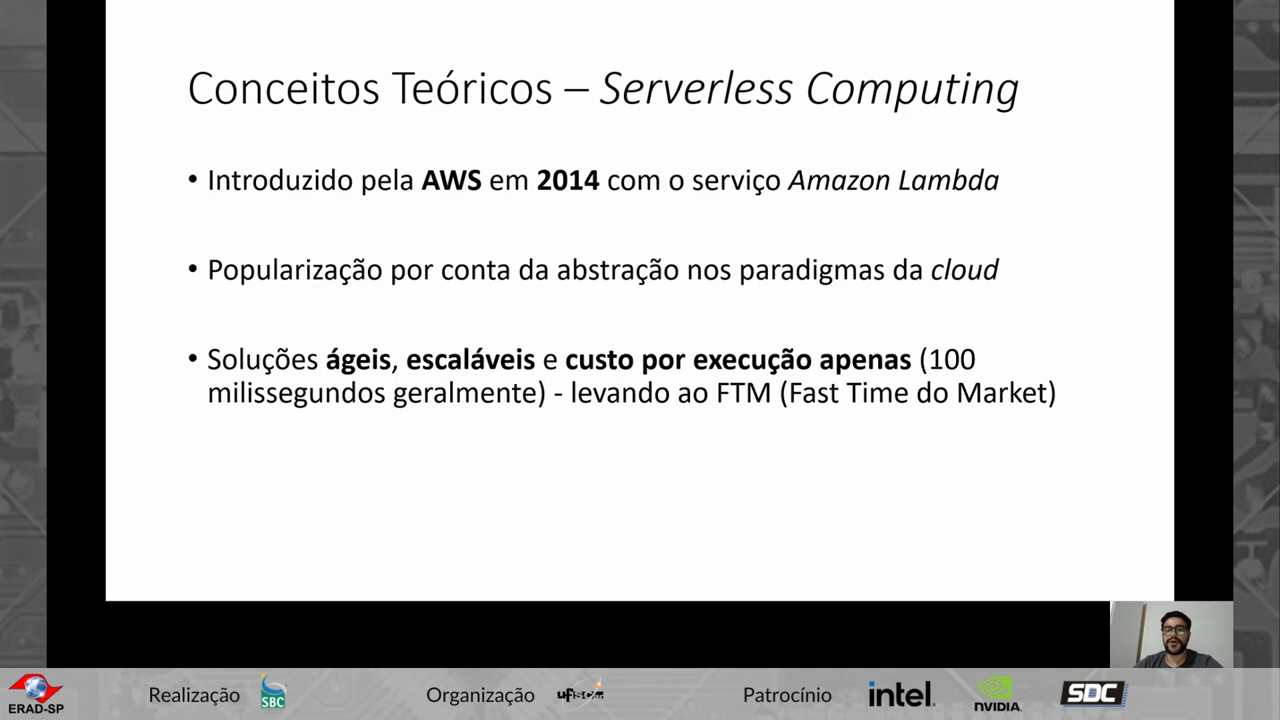 Conceitos Teóricos – Serverless Computing
• Introduzido pela AWS em 2014 com o serviço Amazon Lambda
• Popularização por conta da abstração nos paradigmas da cloud
• Soluções ágeis, escaláveis e custo por execução apenas (100
milissegundos geralmente) - levando ao FTM (Fast Time do Market)
ERAD-SP
Realização
SBC
Organização
ufscar
Patrocínio
intel.
NVIDIA.
SDC